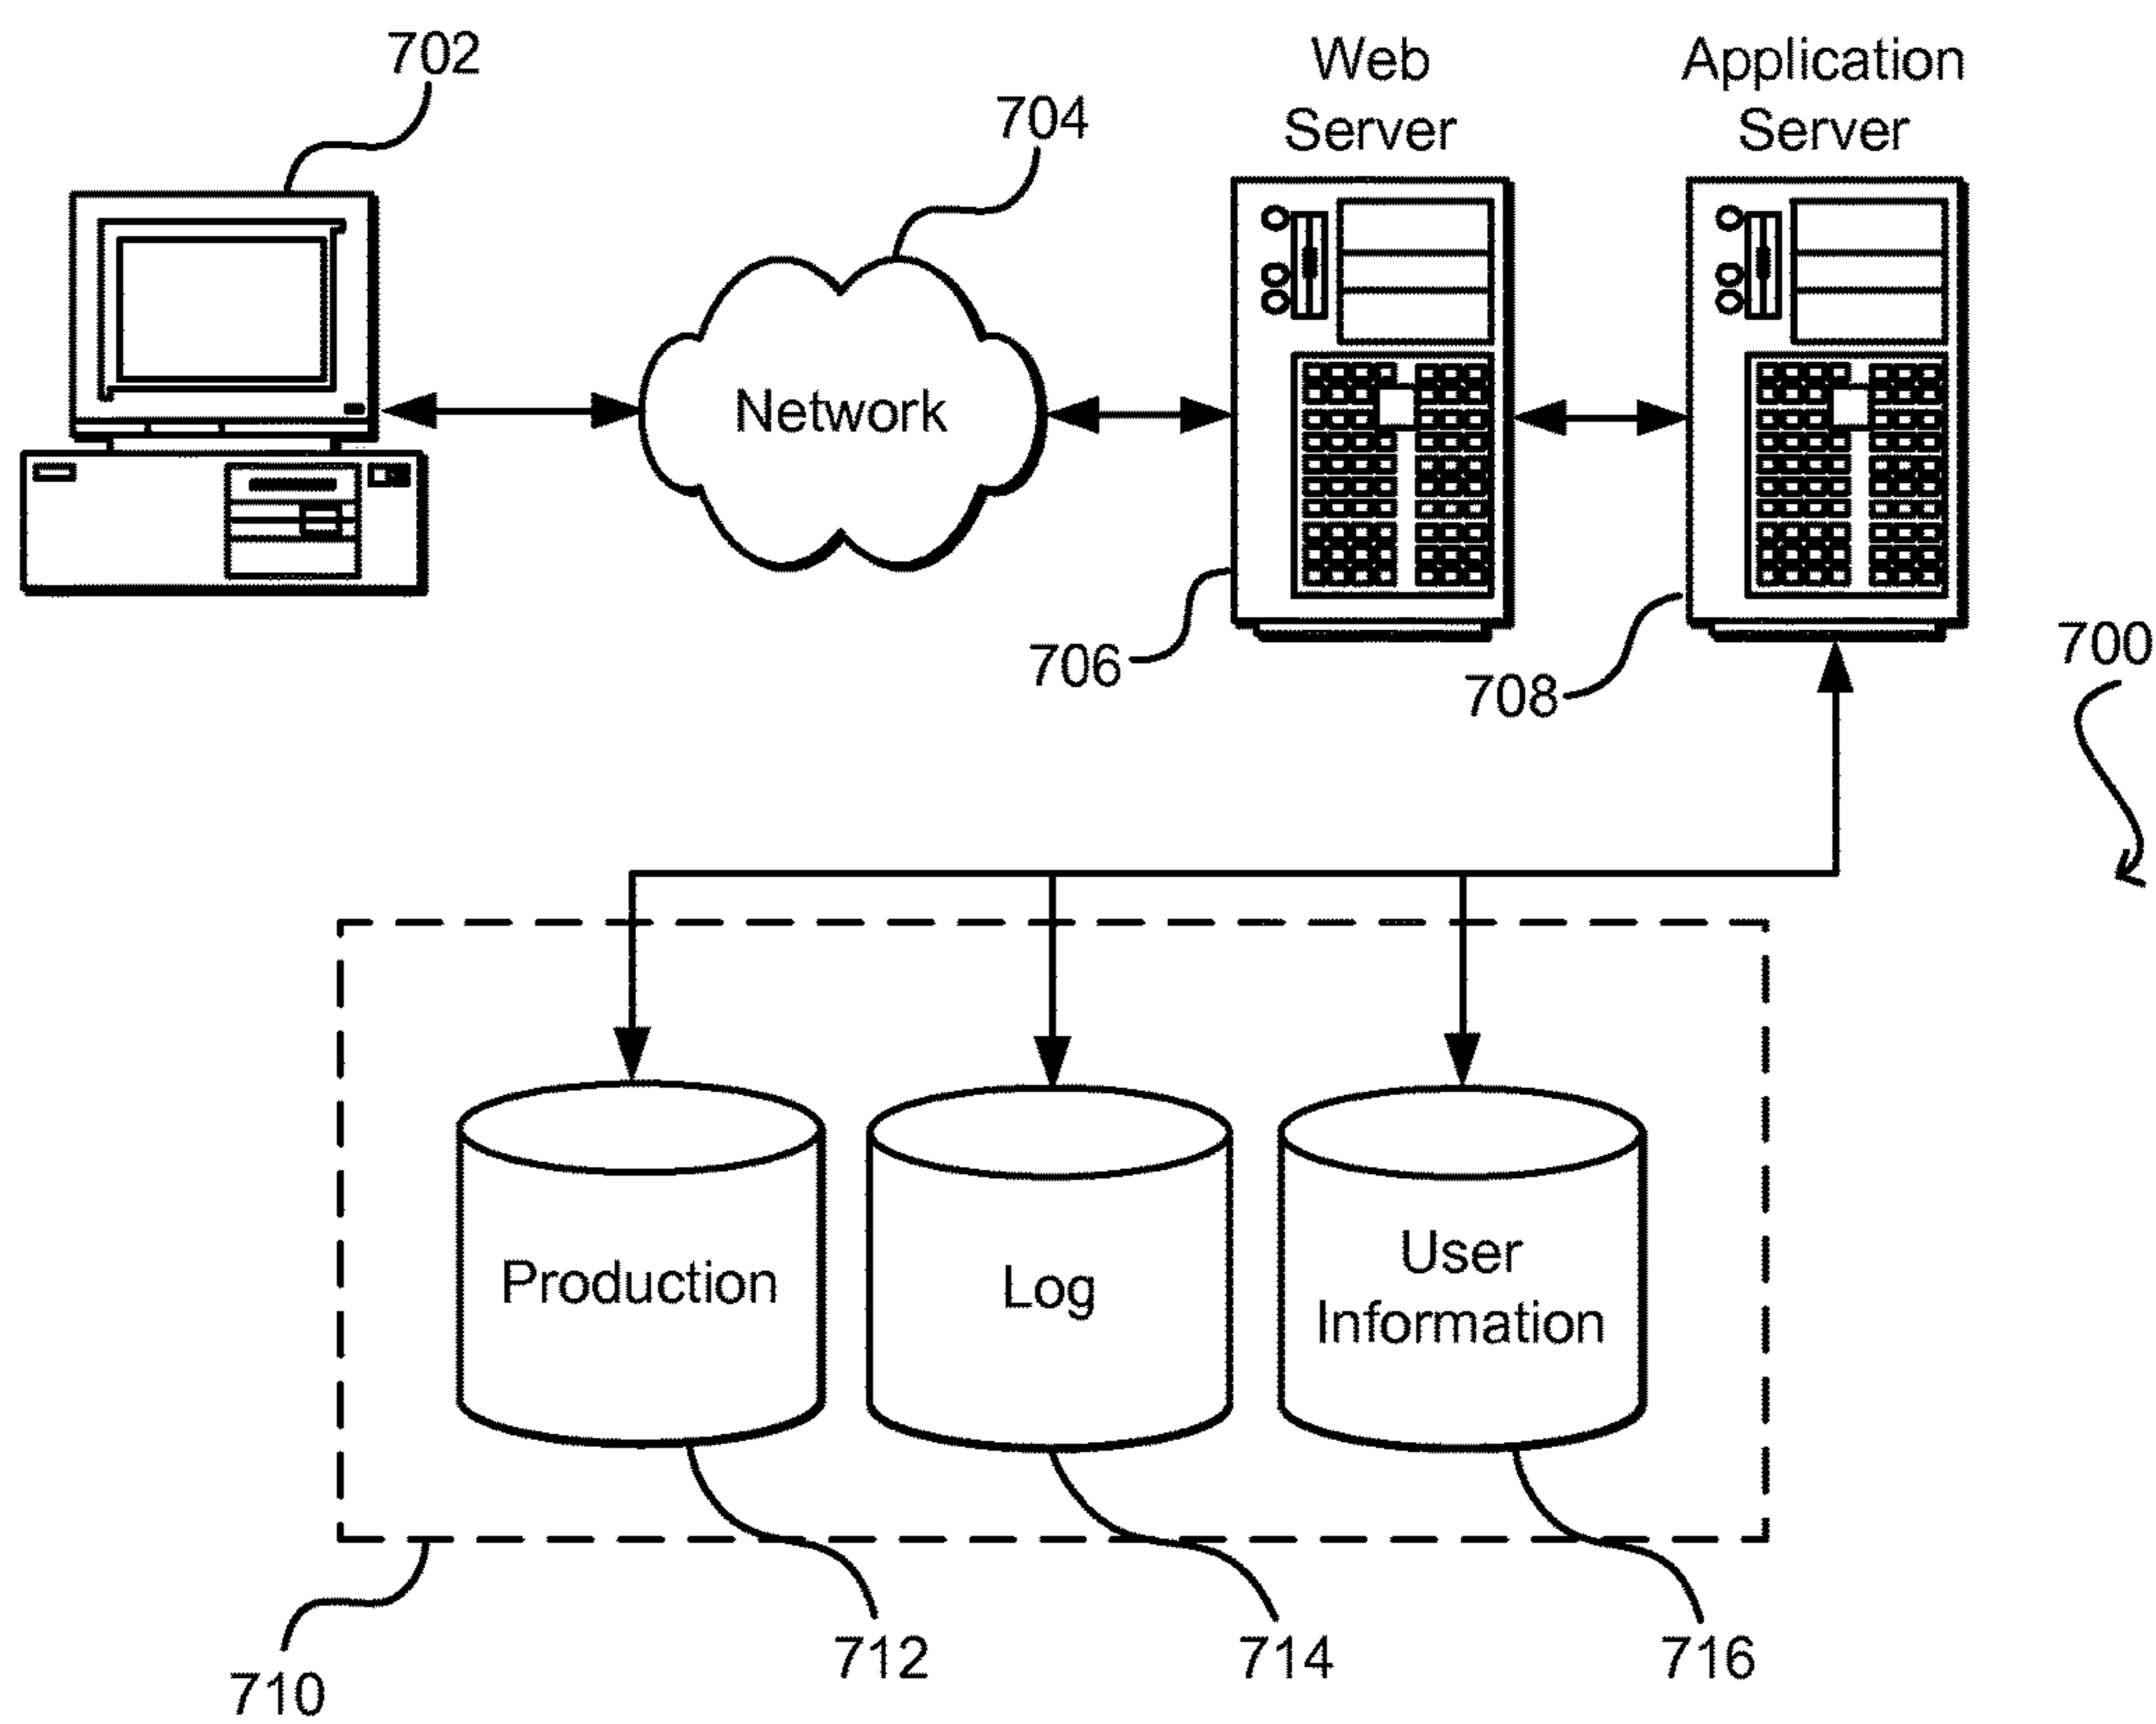 702
704
Web
Server
Application
Server
Network
706
708
700
Production
Log
User
Information
710
712
714
716